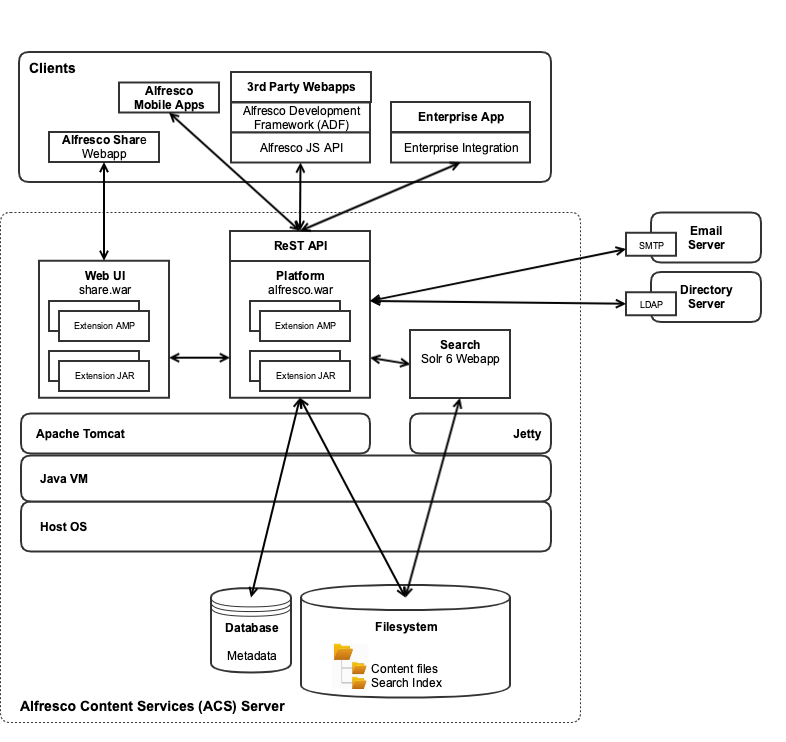 Clients
Alfresco
Mobile Apps
3rd Party Webapps
Alfresco Development
Framework (ADF)
Alfresco JS API
Enterprise App
Enterprise Integration
Alfresco Share
Webapp
ReST API
Email
Server
SMTP
Directory
Server
LDAP
Web UI
share.war
Extension AMP
Extension JAR
Platform
alfresco.war
Extension AMP
Extension JAR
Search
Solr 6 Webapp
Apache Tomcat
Jetty
Java VM
Host OS
Database
Metadata
Filesystem
Content files
Search Index
Alfresco Content Services (ACS) Server